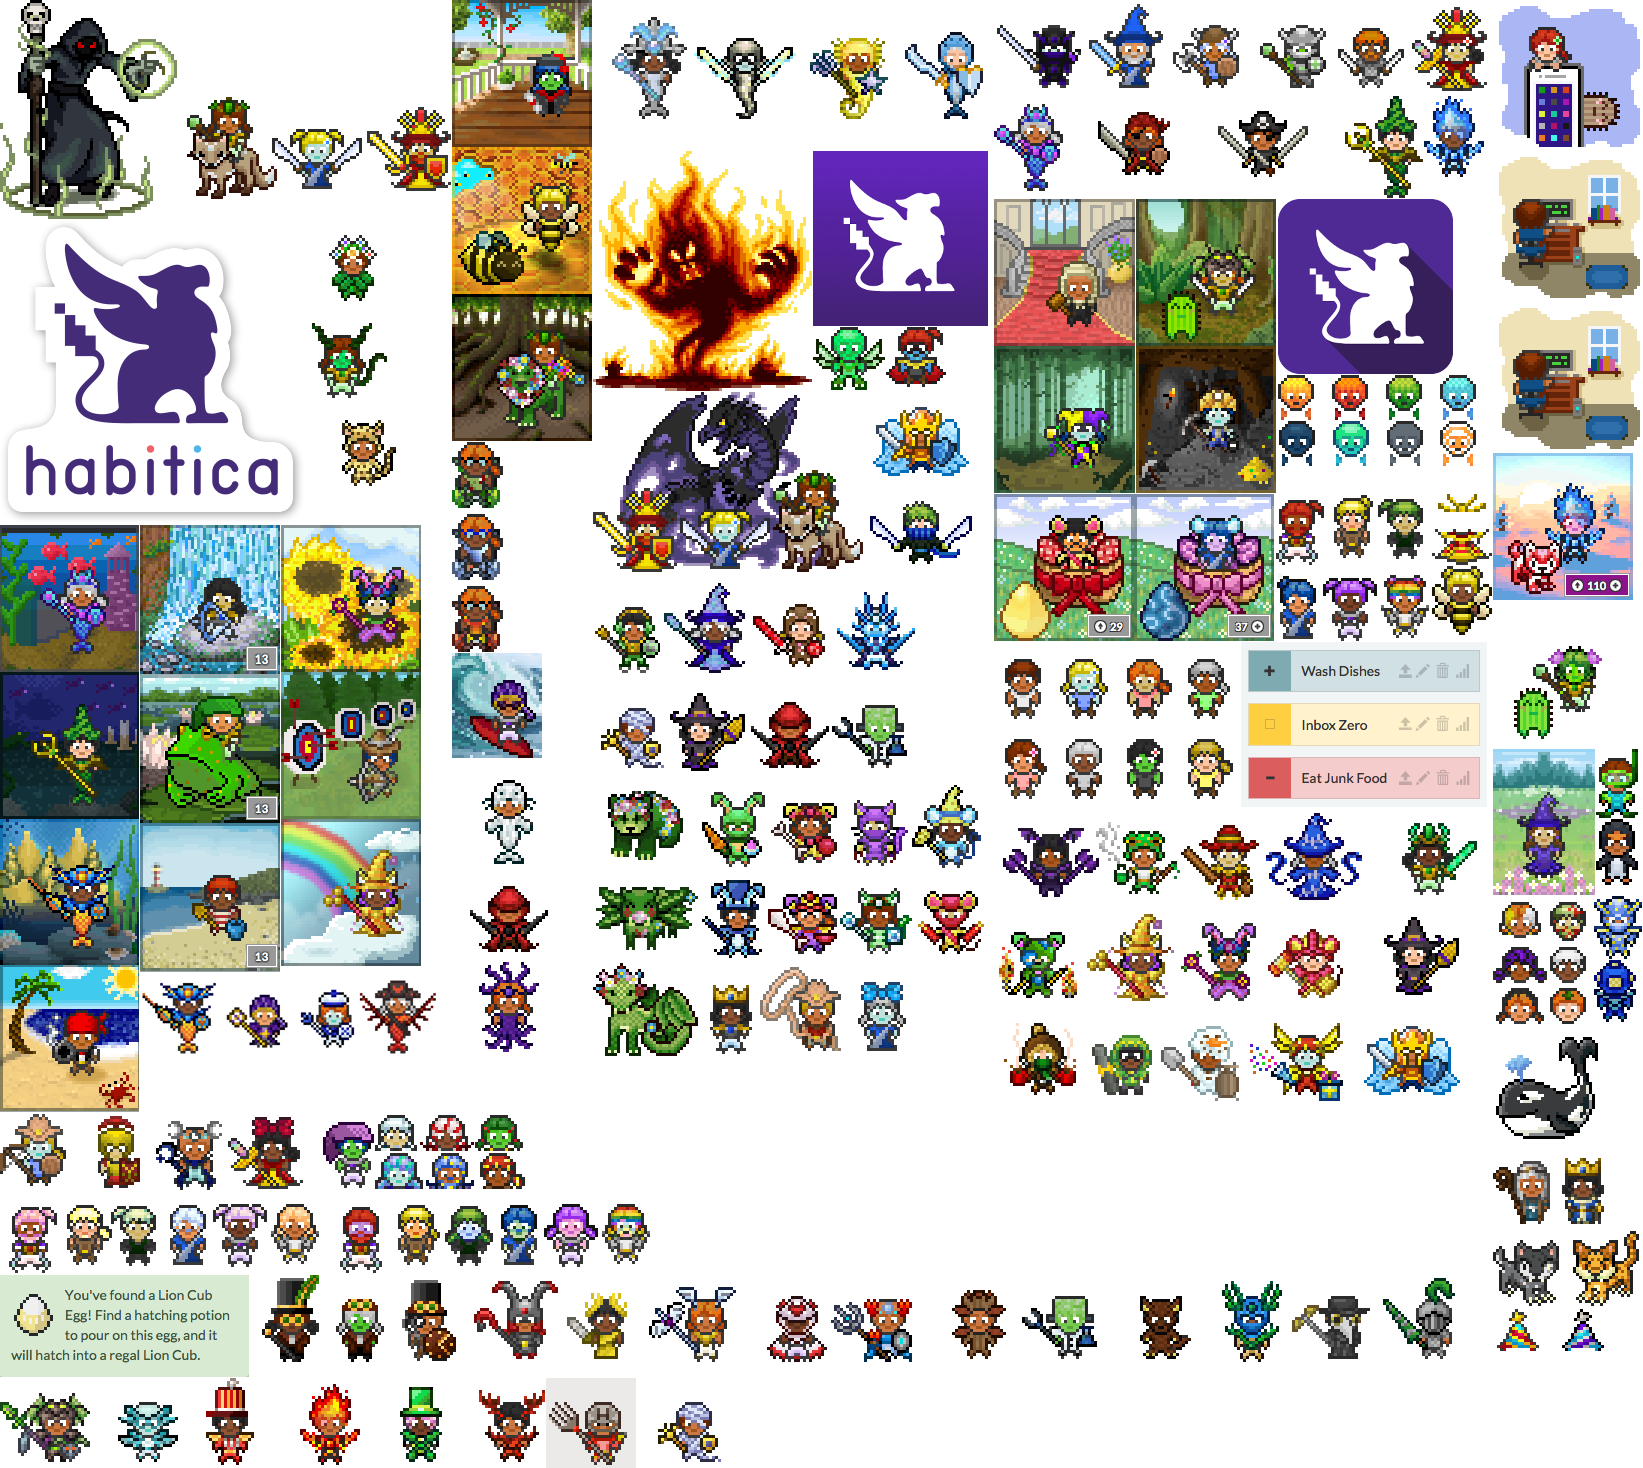 habitica
13
13
13
29
37
110
+ Wash Dishes
Inbox Zero
- Eat Junk Food
You've found a Lion Cub
Egg! Find a hatching potion
to pour on this egg, and it
will hatch into a regal Lion Cub.